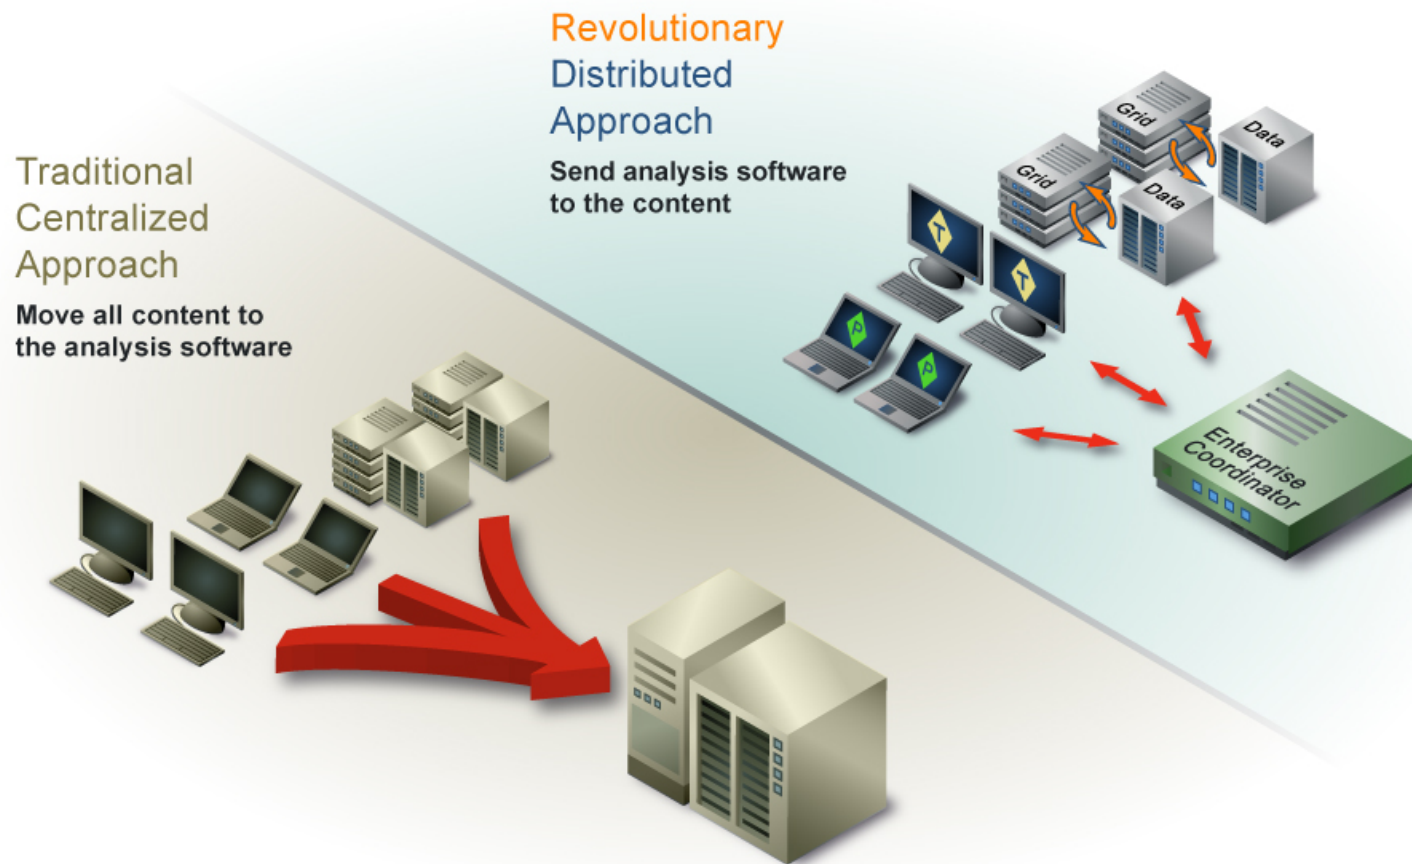 Revolutionary
Distributed
Approach
Send analysis software
to the content
Traditional
Centralized
Approach
Move all content to
the analysis software
Grid
Data
Grid
Data
T
T
P
P
Enterprise
Coordinator